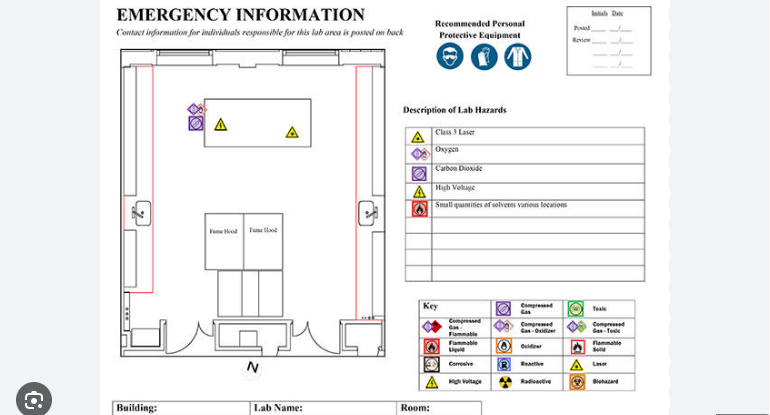 EMERGENCY INFORMATION
Contact information for individuals responsible for this lab area is posted on back
Recommended Personal
Protective Equipment
Initials Date
Posted ____ __/__
Review ____ __/__
____ __/__
____ __/__
Fume Hood Fume Hood
N
Description of Lab Hazards
Class 3 Laser
Oxygen
Carbon Dioxide
High Voltage
Small quantities of solvents various locations
Key
Compressed
Gas
Toxic
Compressed
Gas -
Flammable
Compressed
Gas - Oxidizer
Compressed
Gas - Toxic
Flammable
Liquid
Oxidizer
Flammable
Solid
Corrosive
Reactive
Laser
High Voltage
Radioactive
Biohazard
Building: Lab Name: Room: